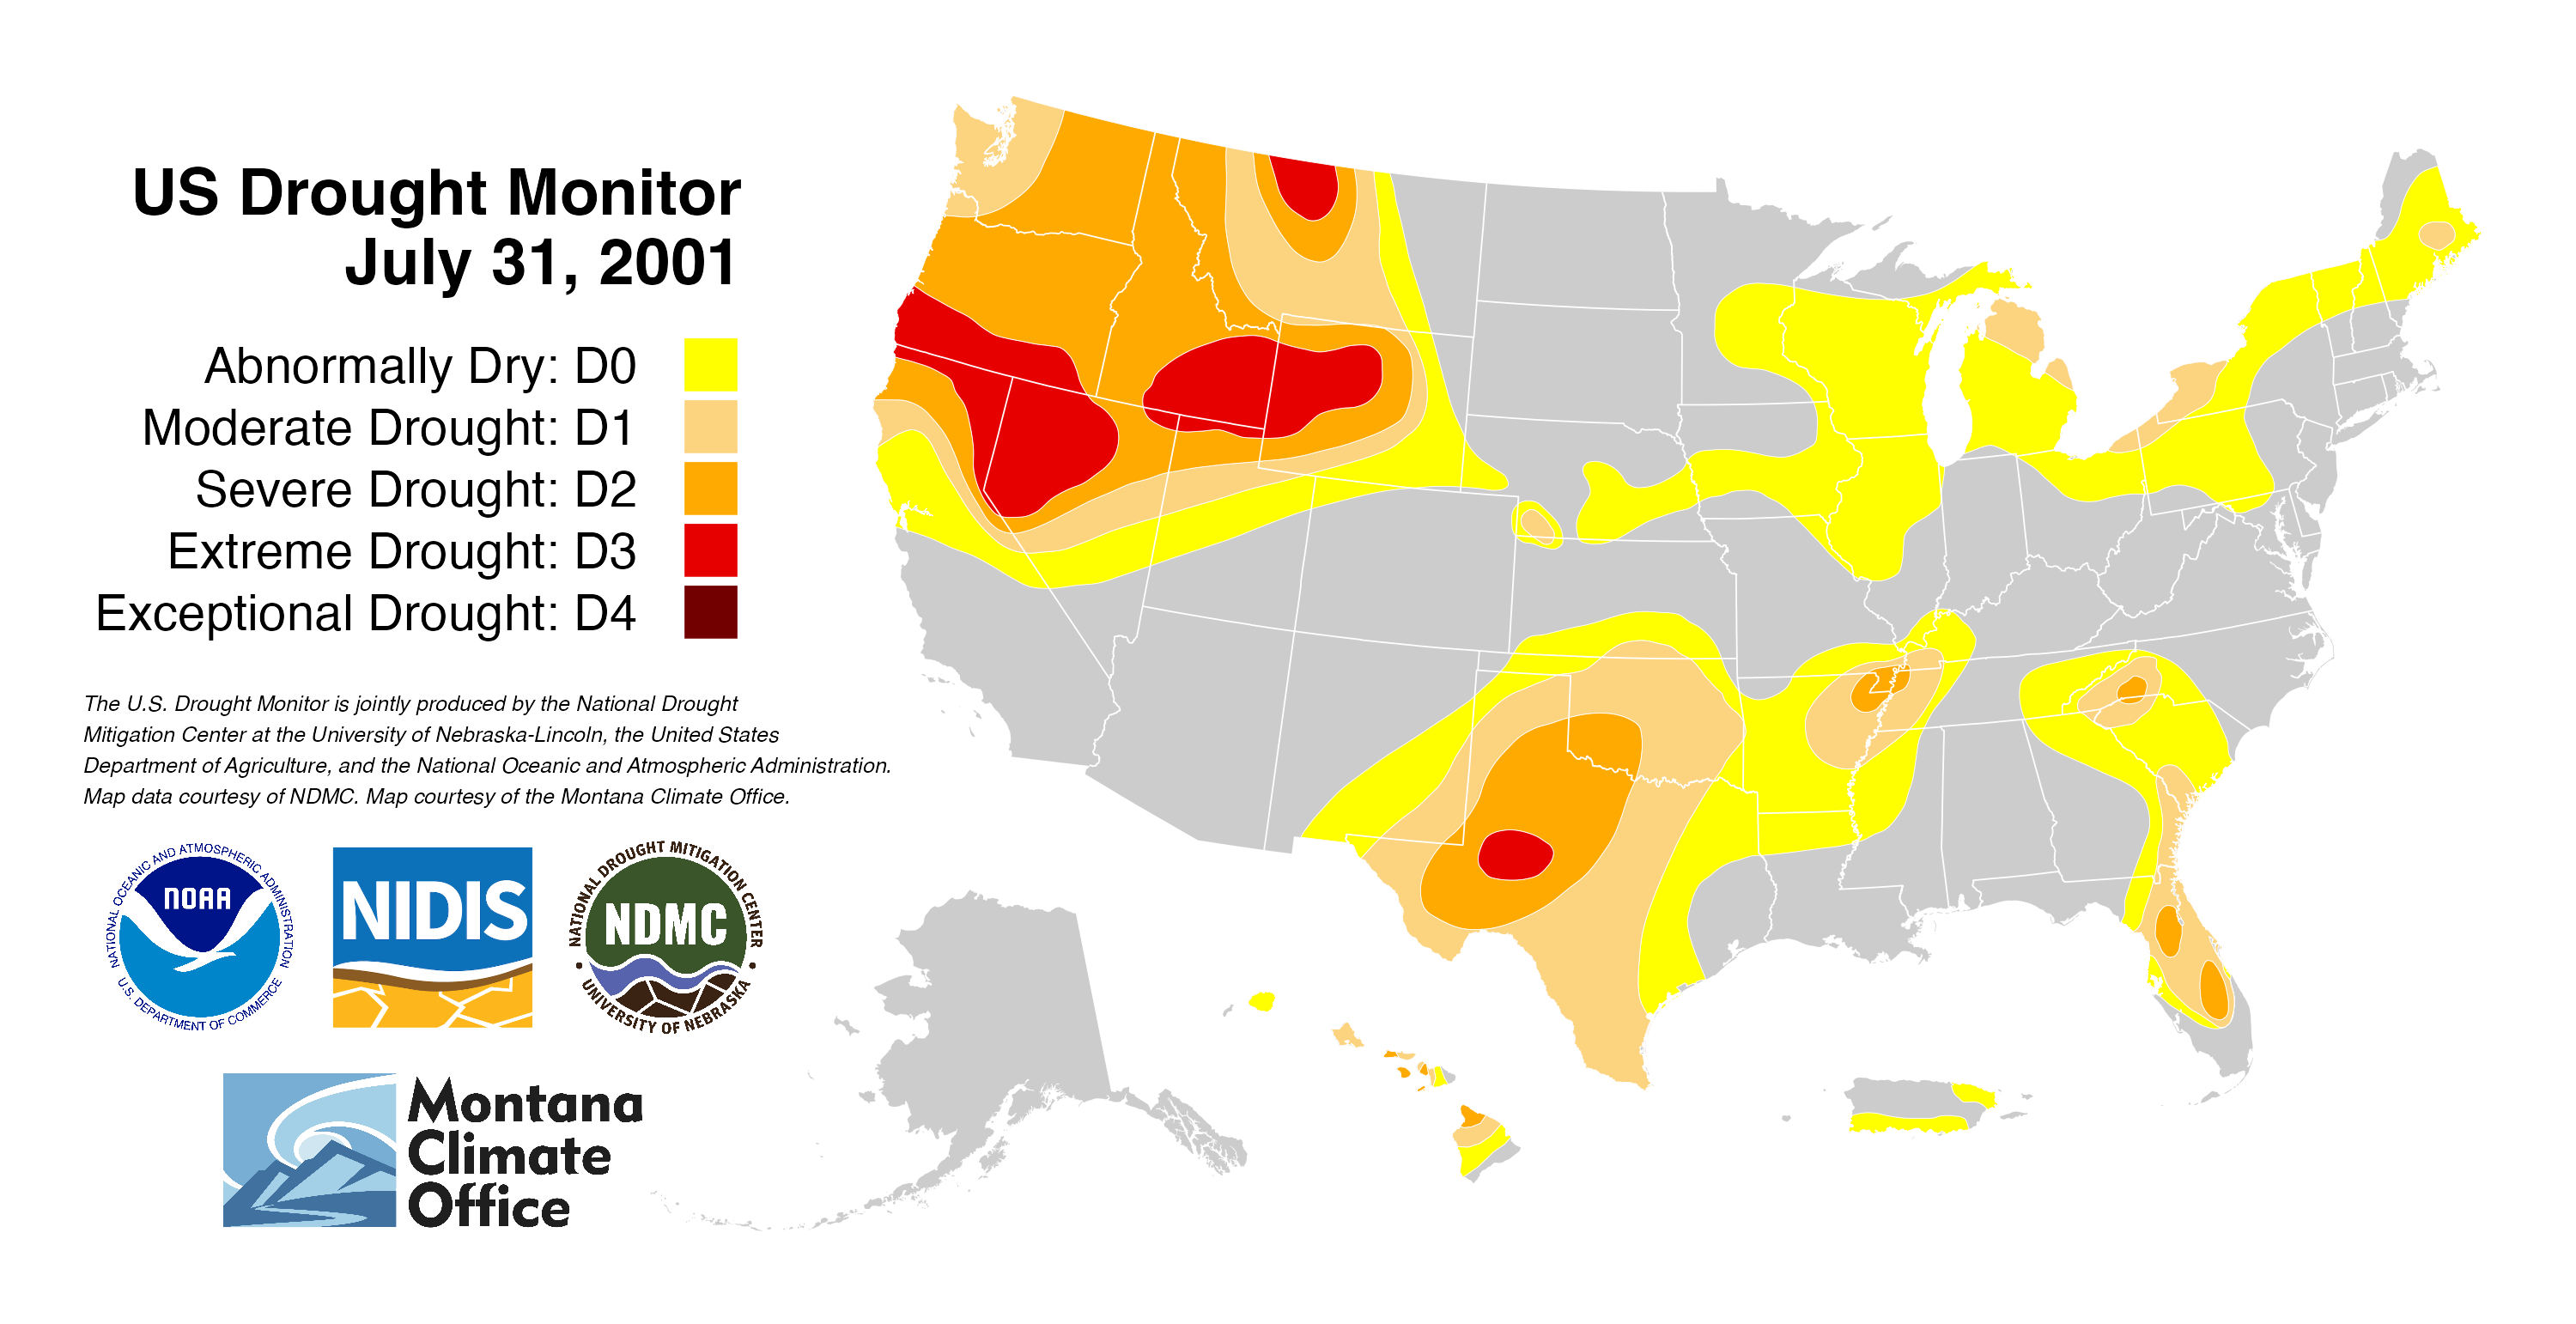 US Drought Monitor
July 31, 2001
Abnormally Dry: D0
Moderate Drought: D1
Severe Drought: D2
Extreme Drought: D3
Exceptional Drought: D4
The U.S. Drought Monitor is jointly produced by the National Drought
Mitigation Center at the University of Nebraska-Lincoln, the United States
Department of Agriculture, and the National Oceanic and Atmospheric Administration.
Map data courtesy of NDMC. Map courtesy of the Montana Climate Office.
NATIONAL OCEANIC AND ATMOSPHERIC ADMINISTRATION
NOAA
U.S. DEPARTMENT OF COMMERCE
NIDIS
NATIONAL DROUGHT MITIGATION CENTER
NDMC
UNIVERSITY OF NEBRASKA
Montana
Climate
Office